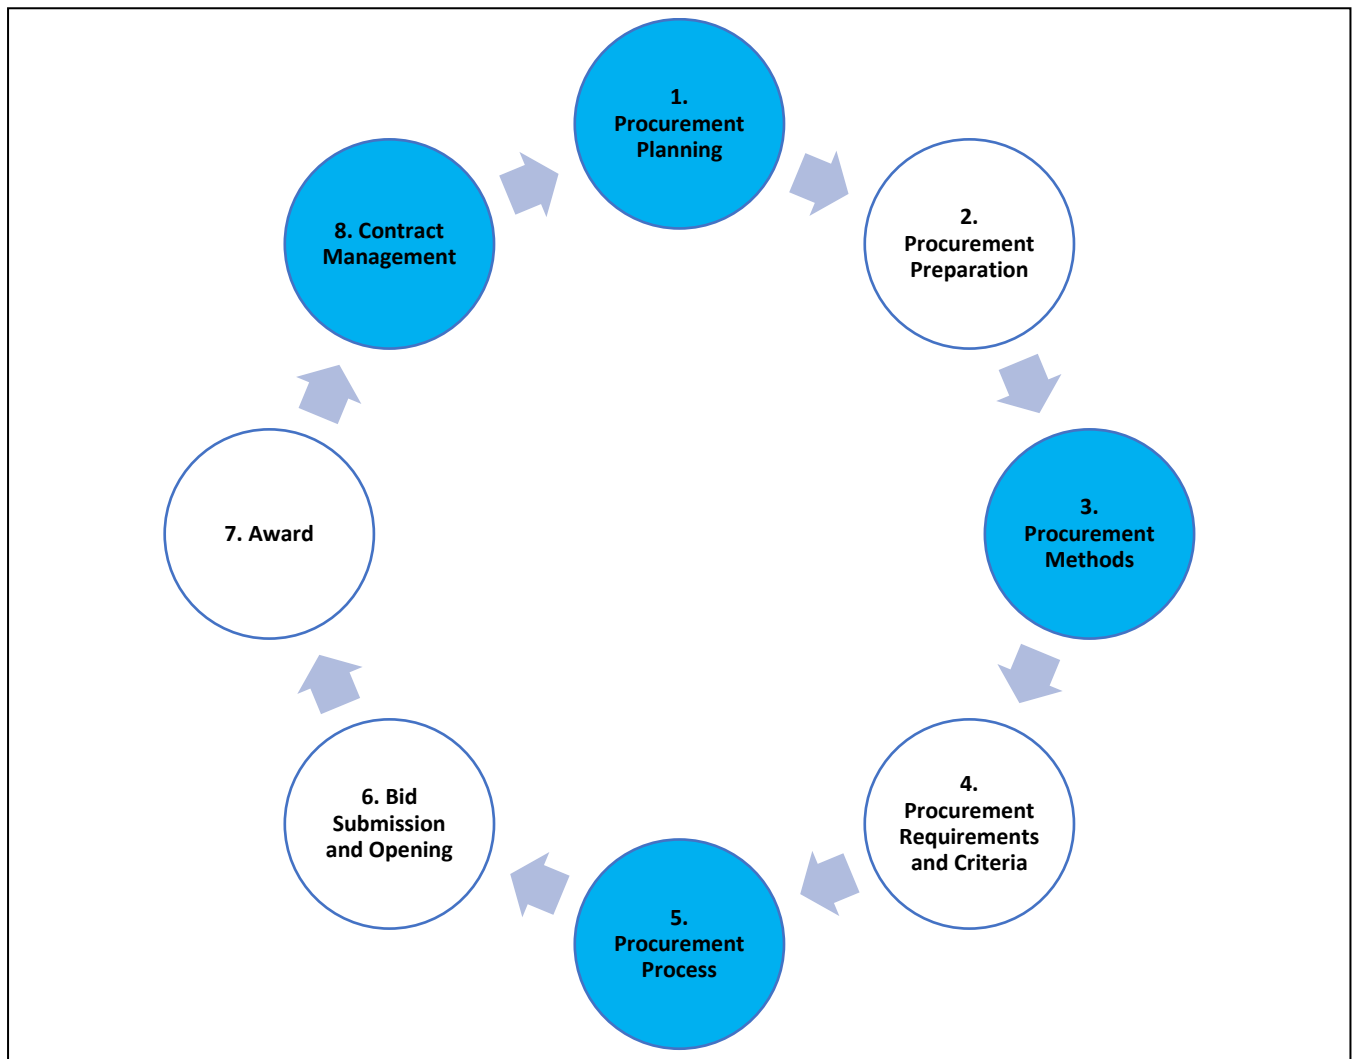 1.
Procurement
Planning
2.
Procurement
Preparation
3.
Procurement
Methods
4.
Procurement
Requirements
and Criteria
5.
Procurement
Process
6. Bid
Submission
and Opening
7. Award
8. Contract
Management